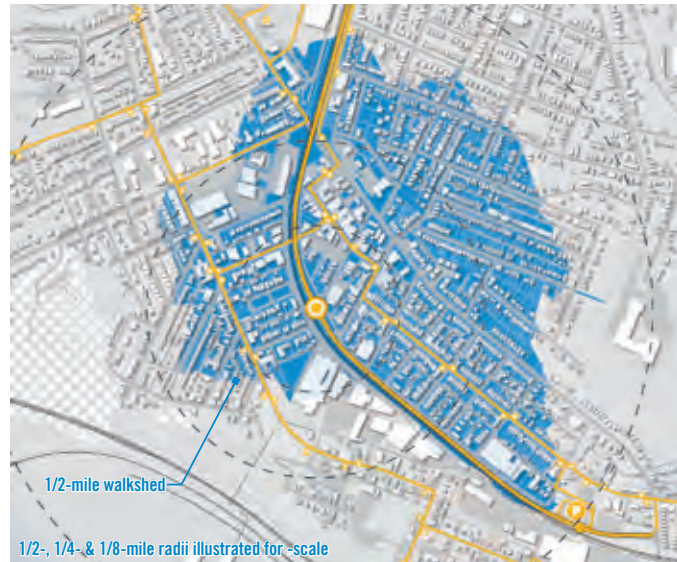 1/2-mile walkshed
1/2-, 1/4- & 1/8-mile radii illustrated for -scale